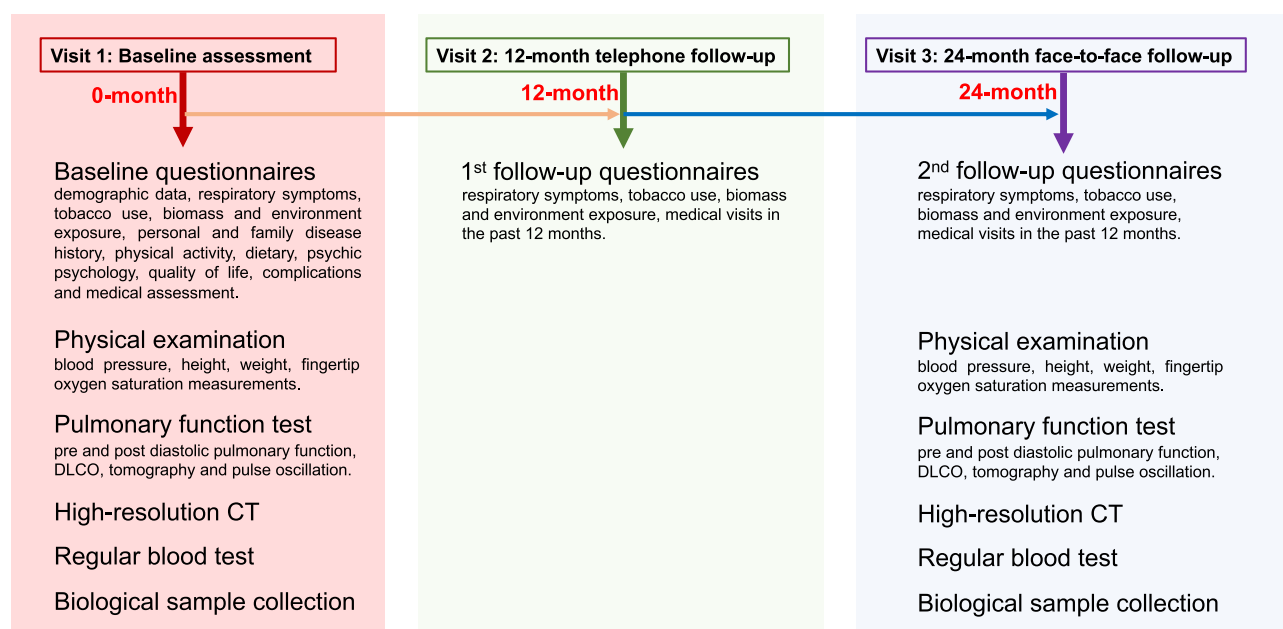 Visit 1: Baseline assessment
0-month
Baseline questionnaires
demographic data, respiratory symptoms,
tobacco use, biomass and environment
exposure, personal and family disease
history, physical activity, dietary, psychic
psychology, quality of life, complications
and medical assessment.
Physical examination
blood pressure, height, weight, fingertip
oxygen saturation measurements.
Pulmonary function test
pre and post diastolic pulmonary function,
DLCO, tomography and pulse oscillation.
High-resolution CT
Regular blood test
Biological sample collection
Visit 2: 12-month telephone follow-up
12-month
1st follow-up questionnaires
respiratory symptoms, tobacco use, biomass
and environment exposure, medical visits in
the past 12 months.
Visit 3: 24-month face-to-face follow-up
24-month
2nd follow-up questionnaires
respiratory symptoms, tobacco use,
biomass and environment exposure,
medical visits in the past 12 months.
Physical examination
blood pressure, height, weight, fingertip
oxygen saturation measurements.
Pulmonary function test
pre and post diastolic pulmonary function,
DLCO, tomography and pulse oscillation.
High-resolution CT
Regular blood test
Biological sample collection